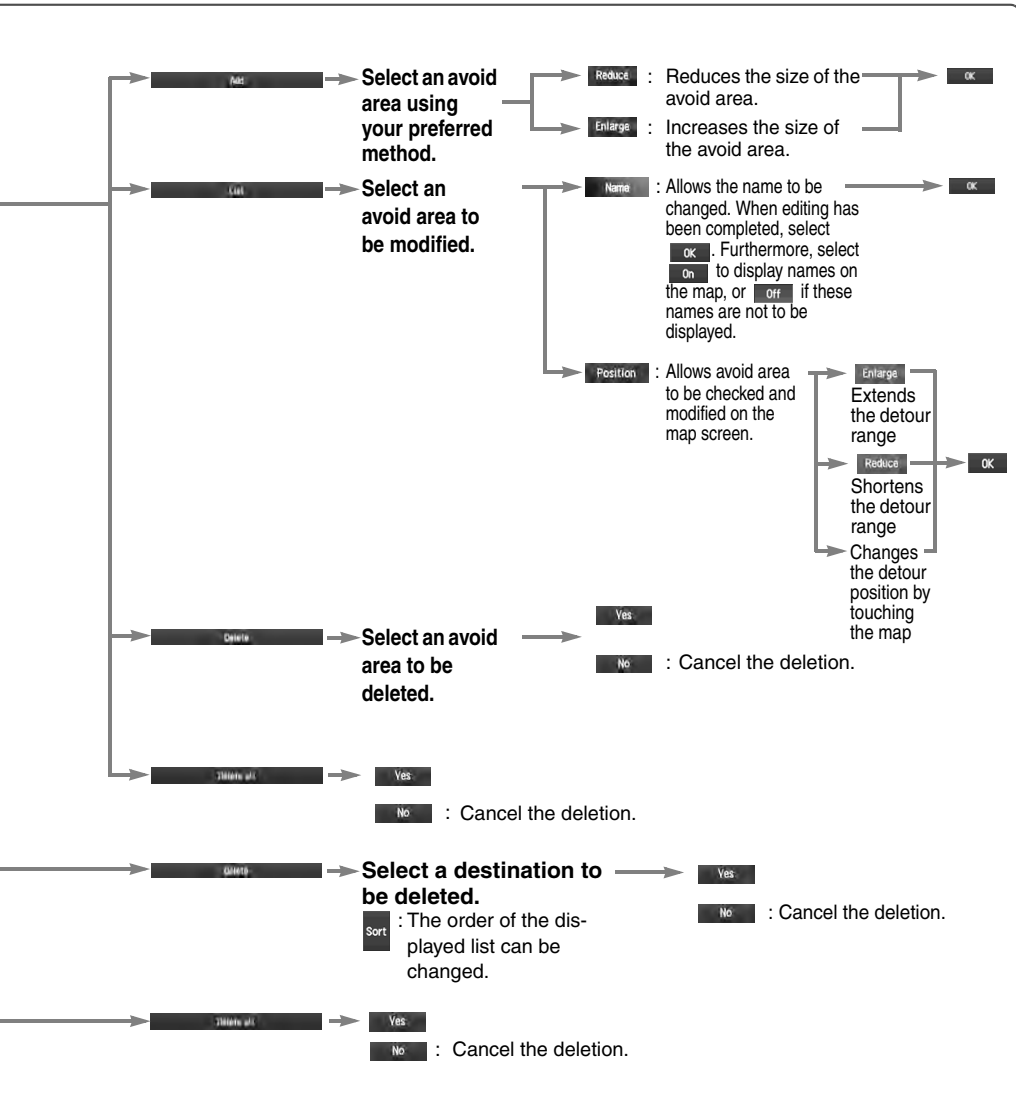 Add
Select an avoid
area using
your preferred
method.
Reduce : Reduces the size of the
avoid area.
OK
Enlarge : Increases the size of
the avoid area.
List
Select an
avoid area to
be modified.
Name : Allows the name to be
changed. When editing has
been completed, select
OK . Furthermore, select
On to display names on
the map, or Off if these
names are not to be
displayed.
OK
Position : Allows avoid area
to be checked and
modified on the
map screen.
Enlarge
Extends
the detour
range
Reduce
Shortens
the detour
range
OK
Changes
the detour
position by
touching
the map
Delete
Select an avoid
area to be
deleted.
Yes
No : Cancel the deletion.
Delete all
Yes
No : Cancel the deletion.
Delete
Select a destination to
be deleted.
Sort : The order of the dis-
played list can be
changed.
Yes
No : Cancel the deletion.
Delete all
Yes
No : Cancel the deletion.